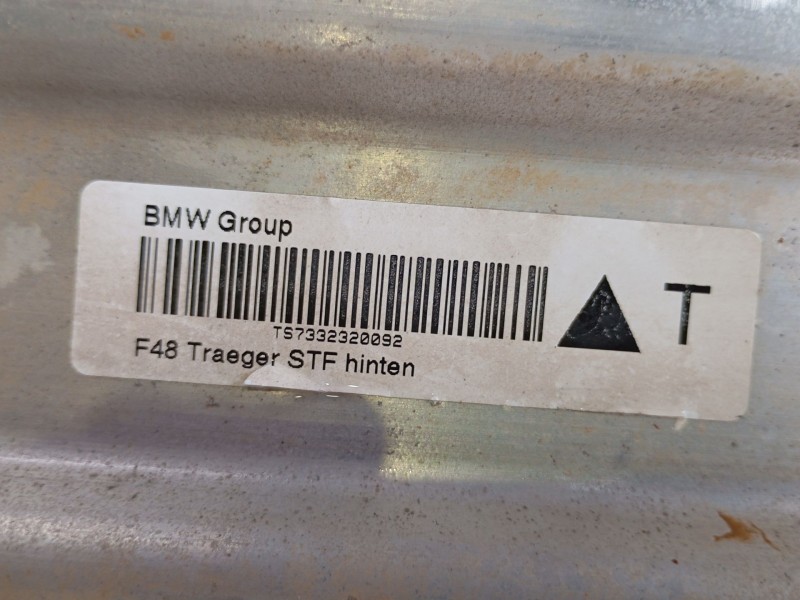 BMW Group
TS7332320092
F48 Traeger STF hinten
T